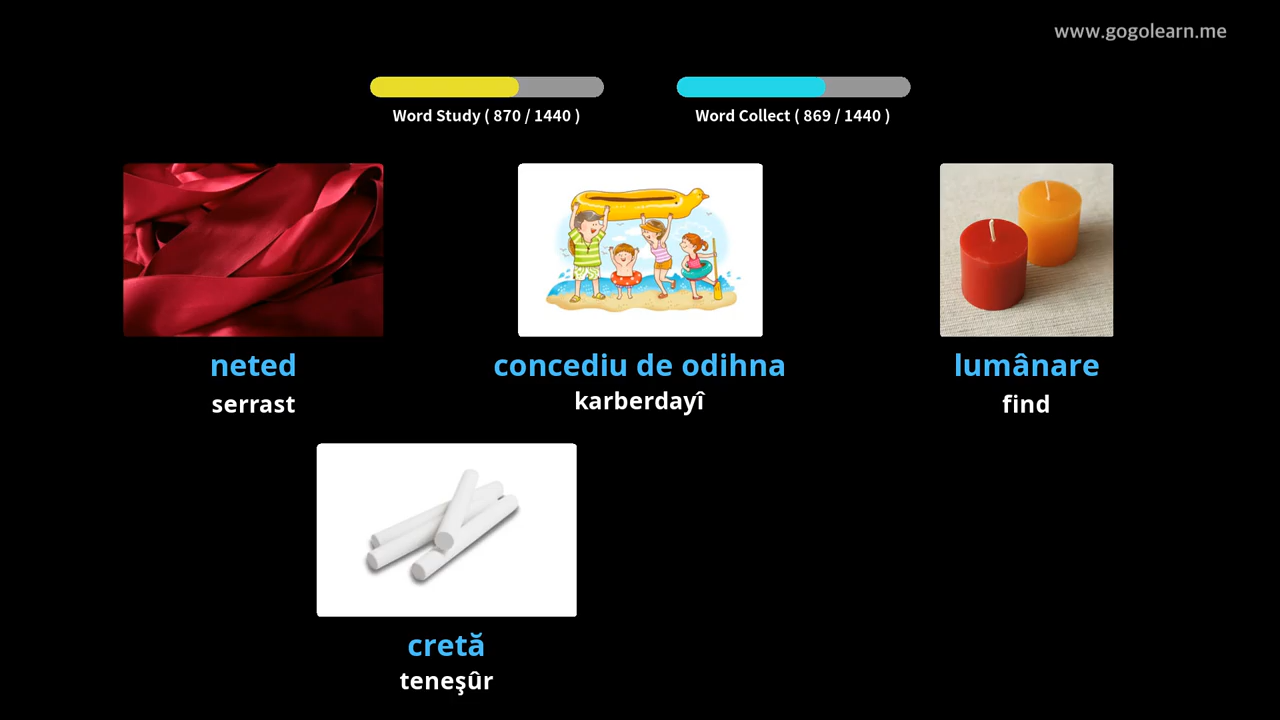 www.gogolearn.me
Word Study ( 870 / 1440 )
Word Collect ( 869 / 1440 )
neted
serrast
concediu de odihna
karberdayî
lumânare
find
cretă
teneşûr